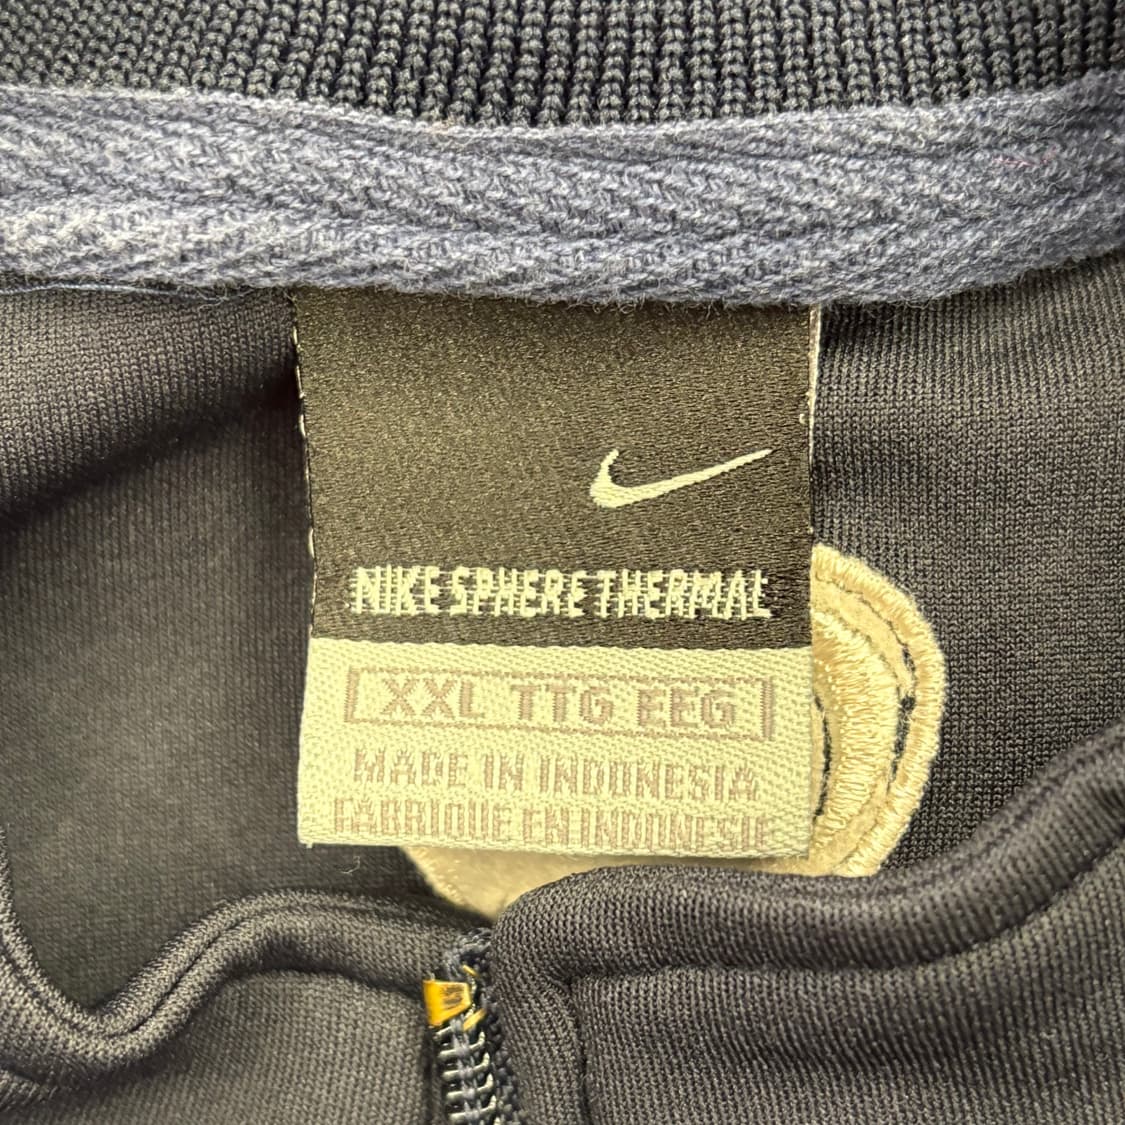 NIKE SPHERE THERMAL
XXL TTG EEG
MADE IN INDONESIA
FABRIQUE EN INDONESIE